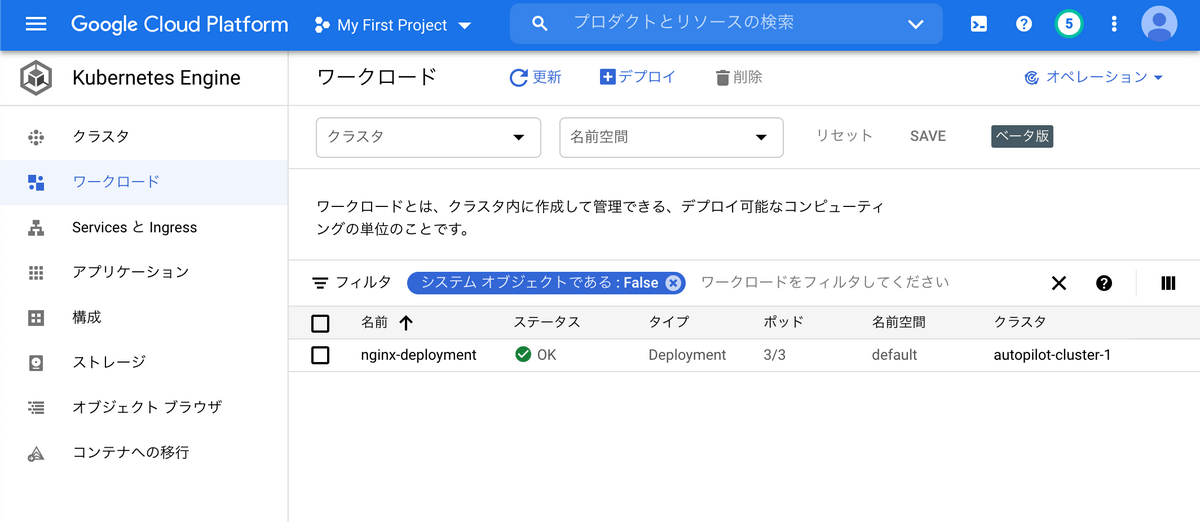 Google Cloud Platform
My First Project
プロダクトとリソースの検索
5
Kubernetes Engine
ワークロード
更新
デプロイ
削除
オペレーション
クラスタ
ワークロード
Services と Ingress
アプリケーション
構成
ストレージ
オブジェクト ブラウザ
コンテナへの移行
クラスタ
名前空間
リセット
SAVE
ベータ版
ワークロードとは、クラスタ内に作成して管理できる、デプロイ可能なコンピューティ
ングの単位のことです。
フィルタ
システム オブジェクトである : False
ワークロードをフィルタしてください
名前 ステータス タイプ ポッド 名前空間 クラスタ
nginx-deployment OK Deployment 3/3 default autopilot-cluster-1